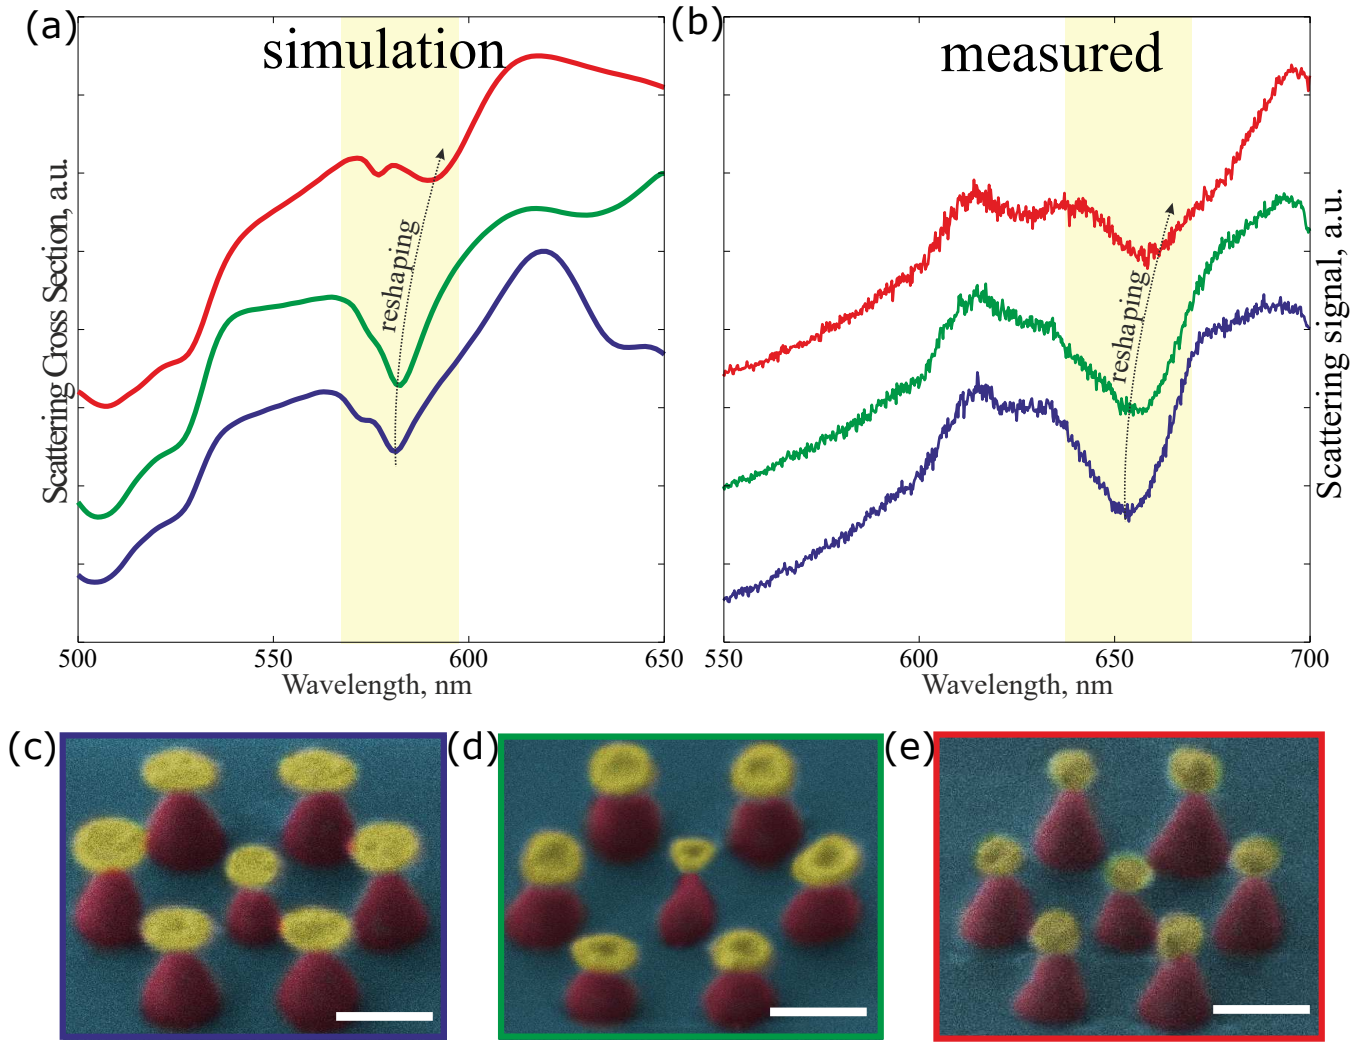 (a)
simulation
Scattering Cross Section, a.u.
reshaping
500
550
600
650
Wavelength, nm
(b)
measured
Scattering signal, a.u.
reshaping
550
600
650
700
Wavelength, nm
(c)
(d)
(e)